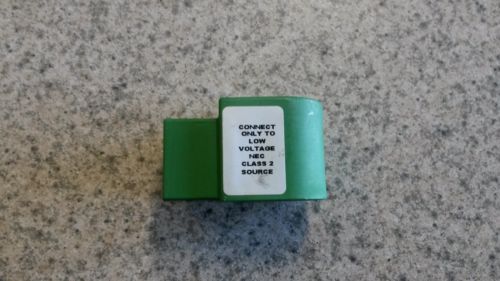 CONNECT
ONLY TO
LOW
VOLTAGE
NEC
CLASS 2
SOURCE